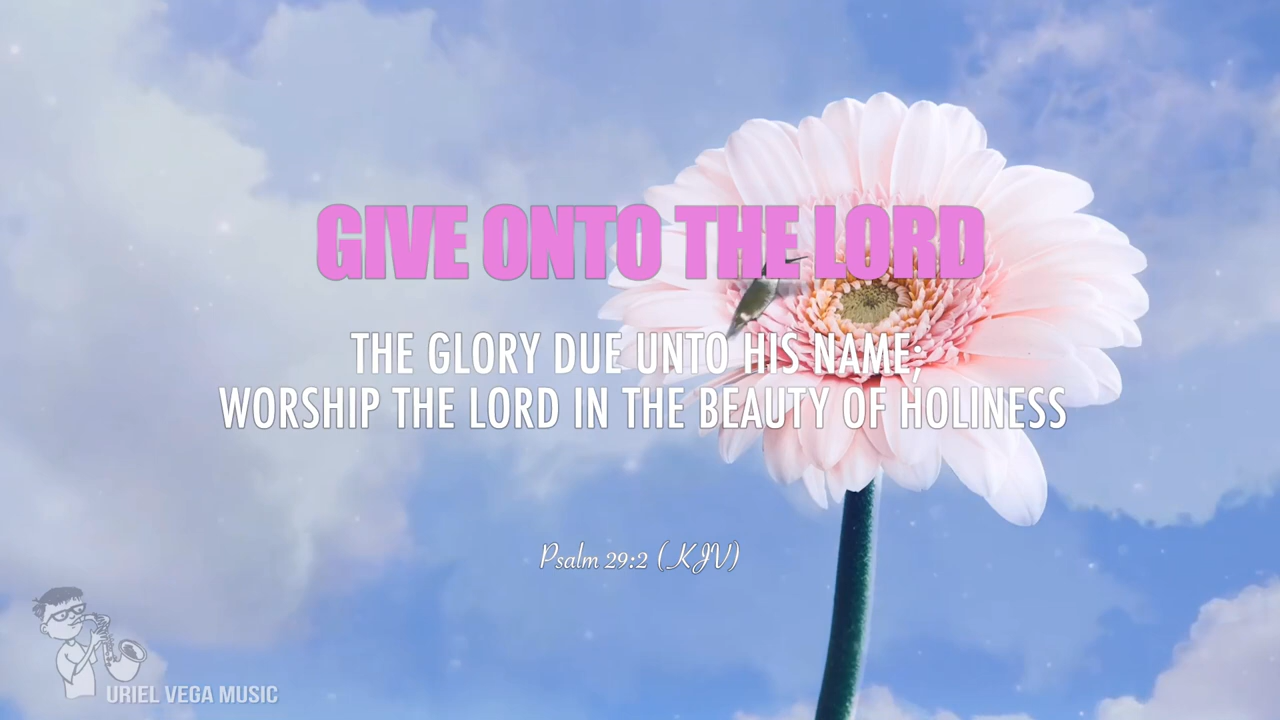 GIVE ONTO THE LORD
THE GLORY DUE UNTO HIS NAME;
WORSHIP THE LORD IN THE BEAUTY OF HOLINESS
Psalm 29:2 (KJV)
URIEL VEGA MUSIC